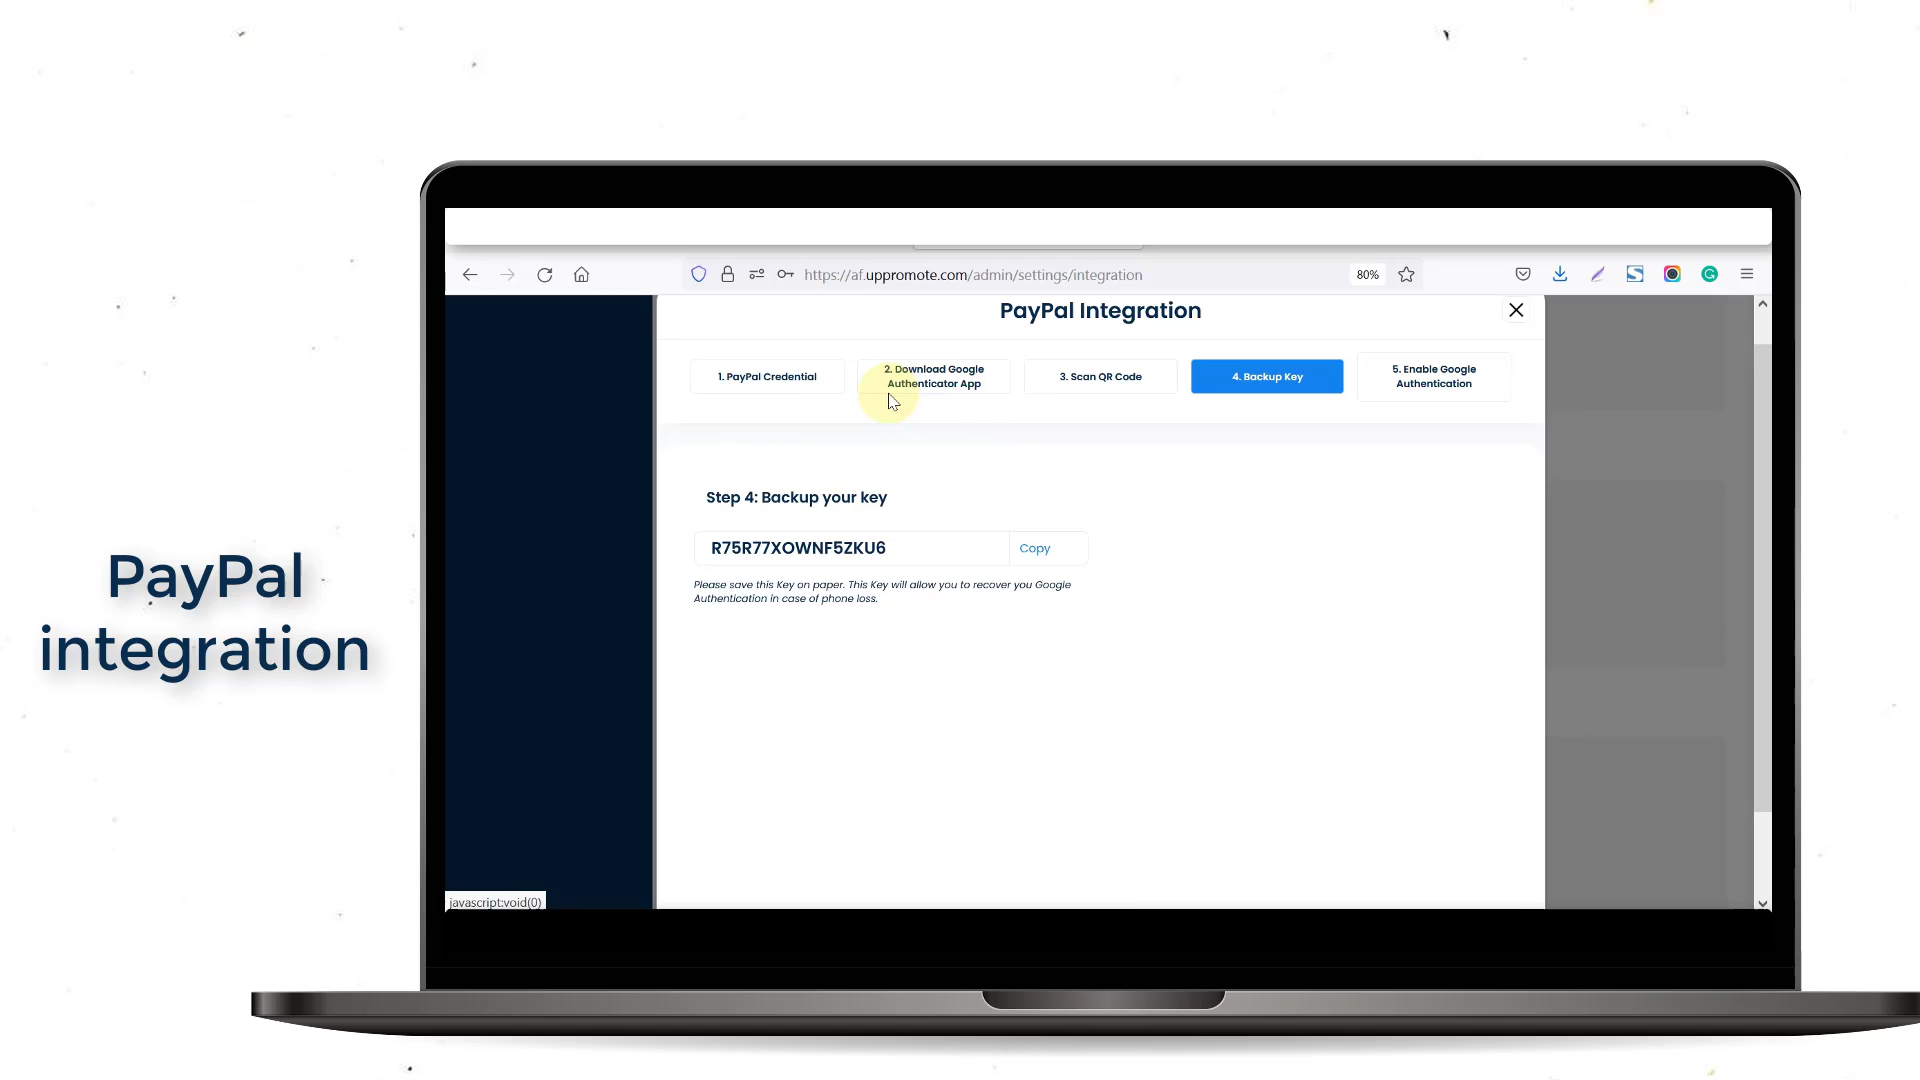 https://af.uppromote.com/admin/settings/integration
80%
PayPal Integration
1. PayPal Credential
2. Download Google
Authenticator App
3. Scan QR Code
4. Backup Key
5. Enable Google
Authentication
Step 4: Backup your key
R75R77XOWNF5ZKU6
Copy
Please save this Key on paper. This Key will allow you to recover you Google
Authentication in case of phone loss.
PayPal
integration
javascript:void(0)